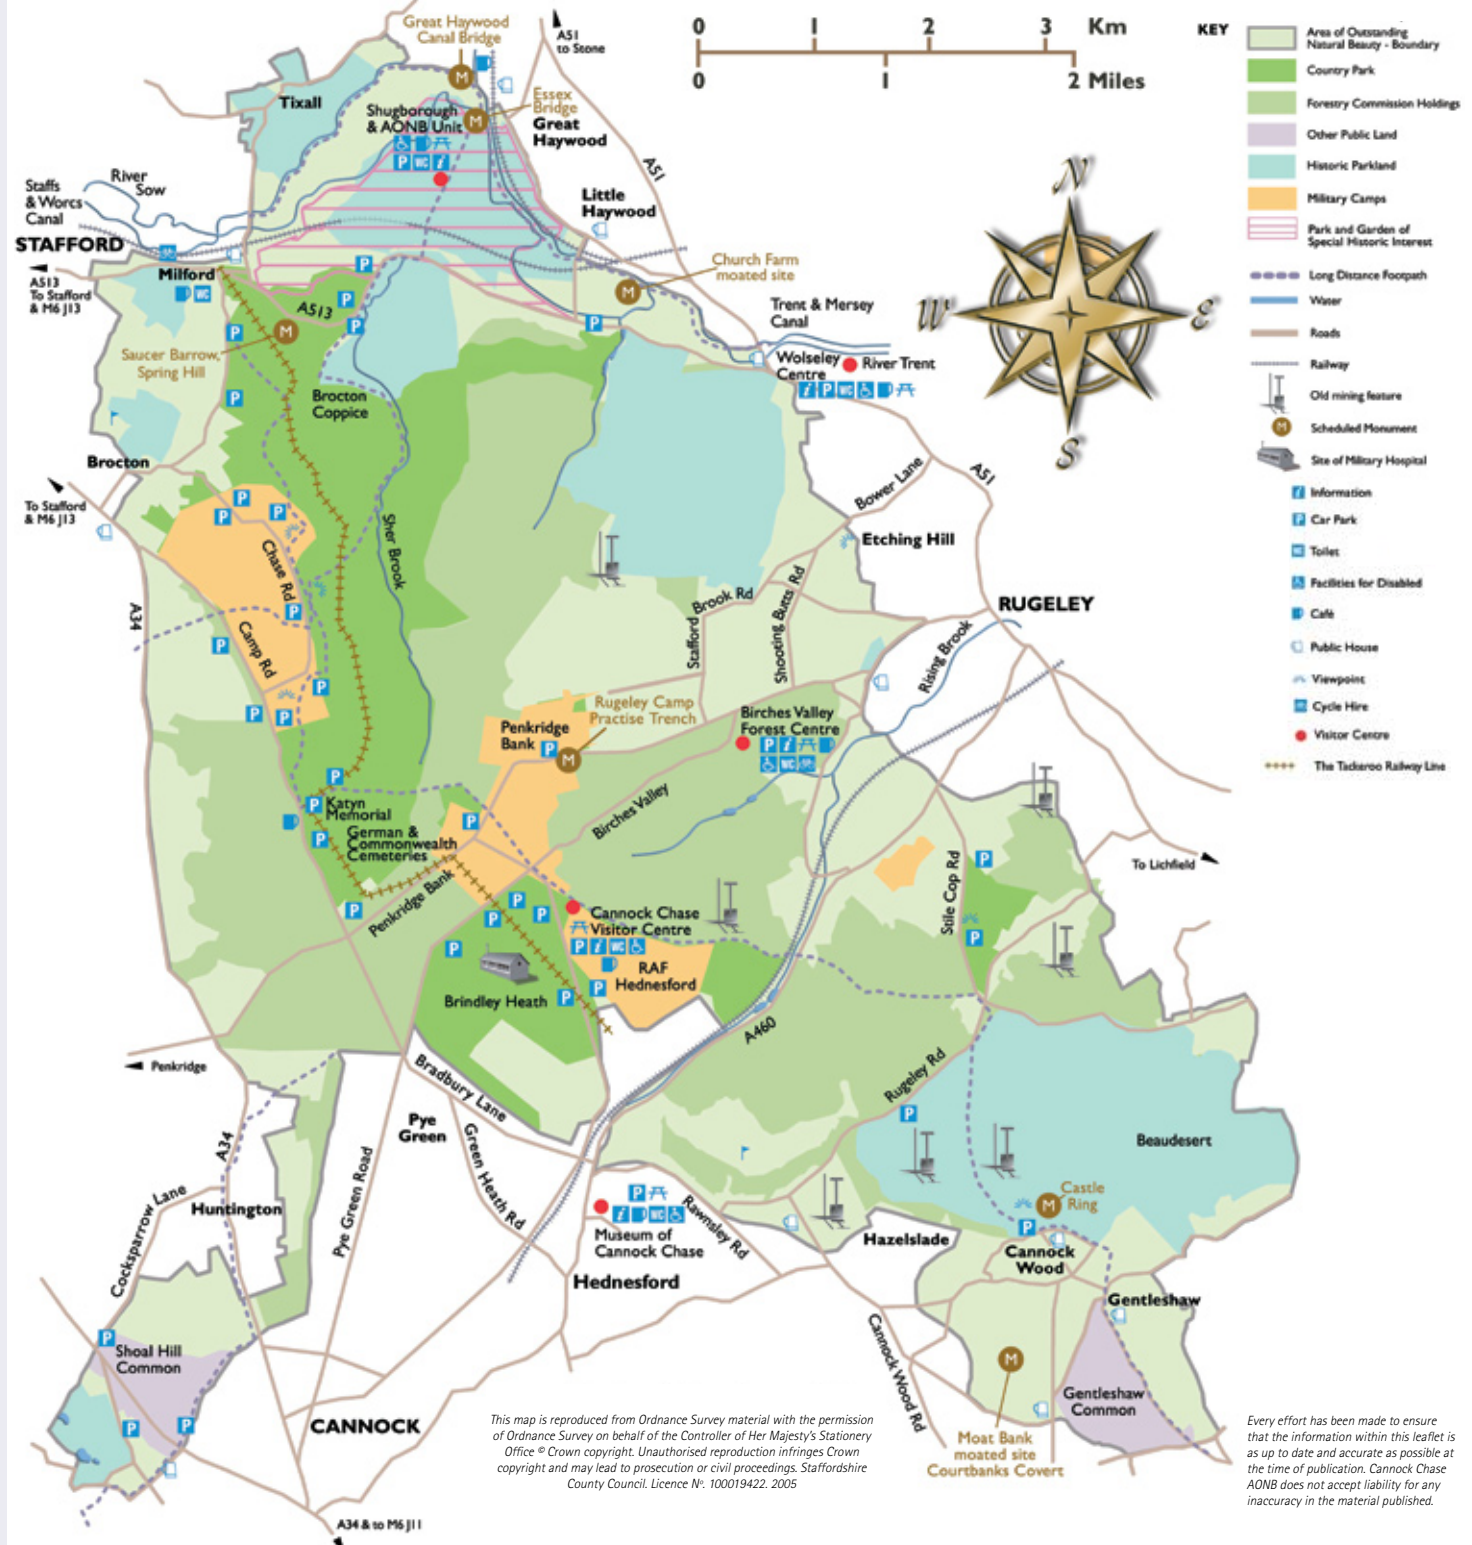 Great Haywood
Canal Bridge
A51
to Stone
0
1
2
3
Km
0
1
2 Miles
KEY
Area of Outstanding
Natural Beauty - Boundary
Country Park
Forestry Commission Holdings
Other Public Land
Historic Parkland
Military Camps
Park and Garden of
Special Historic Interest
Long Distance Footpath
Water
Roads
Railway
Old mining feature
M
Scheduled Monument
Site of Military Hospital
i
Information
P
Car Park
WC
Toilet
Facilities for Disabled
Café
Public House
Viewpoint
Cycle Hire
Visitor Centre
The Tackeroo Railway Line
N
W
E
S
Tixall
M
Shugborough
& AONB Unit
P WC i
Essex
Bridge
M
Great
Haywood
A51
River
Sow
Staffs
& Worcs
Canal
STAFFORD
A513
To Stafford
& M6 J13
Milford
WC
Little
Haywood
Church Farm
moated site
M
P
P
A513
P
P
P
M
Saucer Barrow,
Spring Hill
P
Trent & Mersey
Canal
Wolseley
Centre
River Trent
i P WC
Brocton
Coppice
Brocton
To Stafford
& M6 J13
Bower Lane
A51
Etching Hill
P
P
P
Chase Rd
Sher Brook
A34
P
P
Camp Rd
P
P
P
Brook Rd
Stafford
Shooting Butts Rd
RUGELEY
Rising Brook
Rugeley Camp
Practise Trench
Penkridge
Bank
P
M
Birches Valley
Forest Centre
P i
WC
Birches Valley
P
P
Katyn
Memorial
P
German &
Commonwealth
Cemeteries
P
P
Penkridge Bank
To Lichfield
Stile Cop Rd
P
P
P
P
P
P
Cannock Chase
Visitor Centre
P i WC
RAF
Hednesford
P
P
Brindley Heath
A460
Penkridge
Bradbury Lane
Pye
Green
Green Heath Rd
Pye Green Road
A34
Huntington
Cocksparrow Lane
Rugeley Rd
P
Beaudesert
Castle
Ring
M
P
Cannock
Wood
Hazelslade
P
i WC
Museum of
Cannock Chase
Rawnsley Rd
Hednesford
Gentleshaw
P
Shoal Hill
Common
P
P
Cannock Wood Rd
M
Gentleshaw
Common
Moat Bank
moated site
Courtbanks Covert
CANNOCK
A34 & to M6 J11
This map is reproduced from Ordnance Survey material with the permission
of Ordnance Survey on behalf of the Controller of Her Majesty's Stationery
Office © Crown copyright. Unauthorised reproduction infringes Crown
copyright and may lead to prosecution or civil proceedings. Staffordshire
County Council. Licence Nº. 100019422. 2005
Every effort has been made to ensure
that the information within this leaflet is
as up to date and accurate as possible at
the time of publication. Cannock Chase
AONB does not accept liability for any
inaccuracy in the material published.